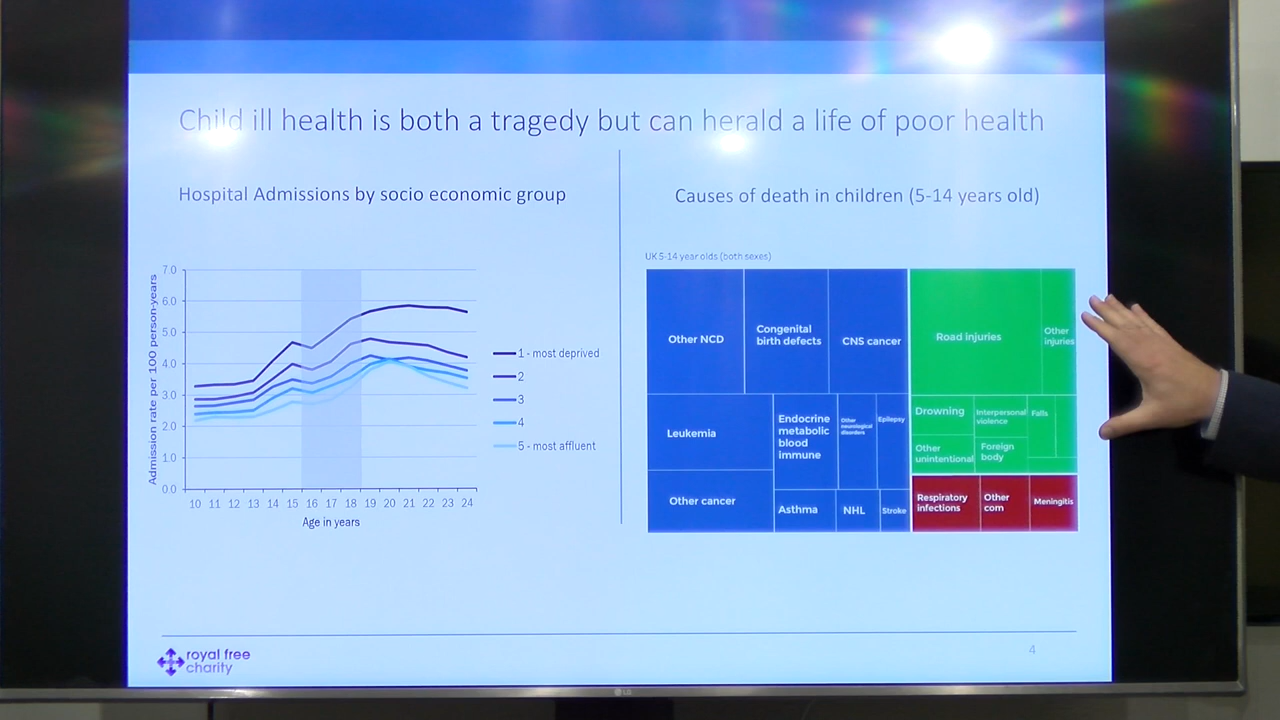 Child ill health is both a tragedy but can herald a life of poor health
Hospital Admissions by socio economic group
Admission rate per 100 person-years
7.0
6.0
5.0
4.0
3.0
2.0
1.0
0.0
10 11 12 13 14 15 16 17 18 19 20 21 22 23 24
Age in years
1 - most deprived
2
3
4
5 - most affluent
Causes of death in children (5-14 years old)
UK 5-14 year olds (both sexes)
Other NCD
Congenital
birth defects
CNS cancer
Road injuries
Other
injuries
Leukemia
Endocrine
metabolic
blood
immune
Other
neurological
disorders
Epilepsy
Drowning
Interpersonal
violence
Falls
Other
unintentional
Foreign
body
Other cancer
Asthma
NHL
Stroke
Respiratory
infections
Other
com
Meningitis
royal free
charity
4
LG